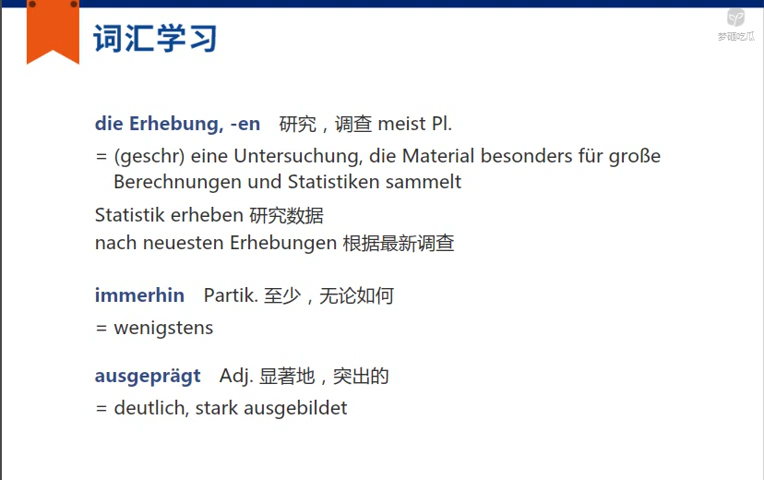 词汇学习
梦砸吃瓜
die Erhebung, -en 研究，调查 meist Pl.
= (geschr) eine Untersuchung, die Material besonders für große
Berechnungen und Statistiken sammelt
Statistik erheben 研究数据
nach neuesten Erhebungen 根据最新调查
immerhin Partik. 至少，无论如何
= wenigstens
ausgeprägt Adj. 显著地，突出的
= deutlich, stark ausgebildet